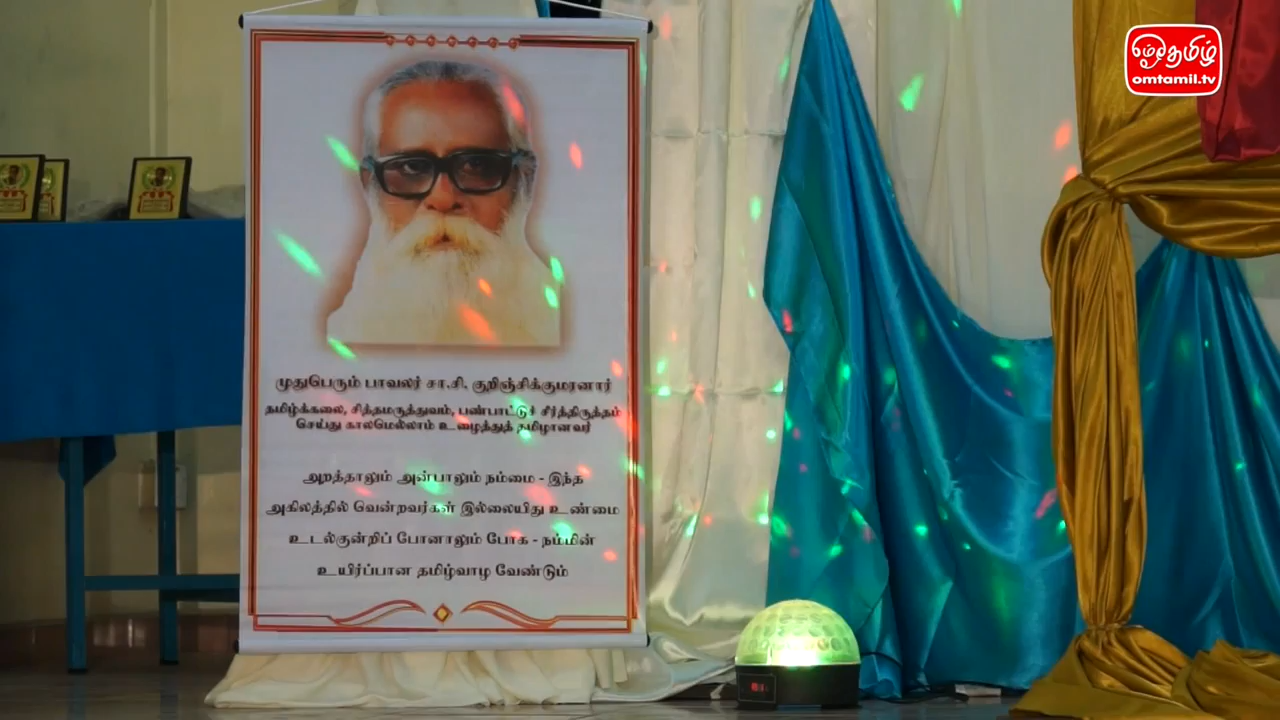 ஓம்தமிழ்
omtamil.tv
முதுபெரும் பாவலர் சா.சி. குறிஞ்சிக்குமரனார்
தமிழ்க்கலை, சித்தமருத்துவம், பண்பாட்டுச் சீர்த்திருத்தம்
செய்து காலமெல்லாம் உழைத்துத் தமிழானவர்
அறத்தாலும் அன்பாலும் நம்மை - இந்த
அகிலத்தில் வென்றவர்கள் இல்லையிது உண்மை
உடல்குன்றிப் போனாலும் போக - நம்மின்
உயிர்ப்பான தமிழ்வாழ வேண்டும்